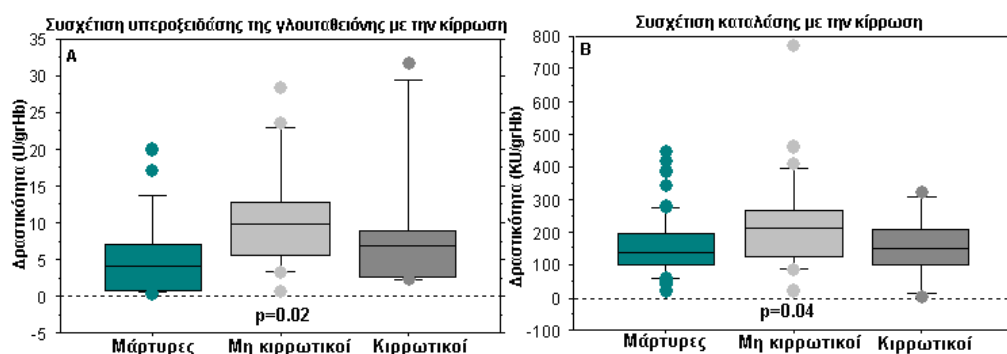 Συσχέτιση υπεροξειδάσης της γλουταθειόνης με την κίρρωση
A
Δραστικότητα (U/grHb)
35
30
25
20
15
10
5
0
-5
p=0.02
Μάρτυρες Μη κιρρωτικοί Κιρρωτικοί
Συσχέτιση καταλάσης με την κίρρωση
B
Δραστικότητα (KU/grHb)
800
700
600
500
400
300
200
100
0
-100
p=0.04
Μάρτυρες Μη κιρρωτικοί Κιρρωτικοί